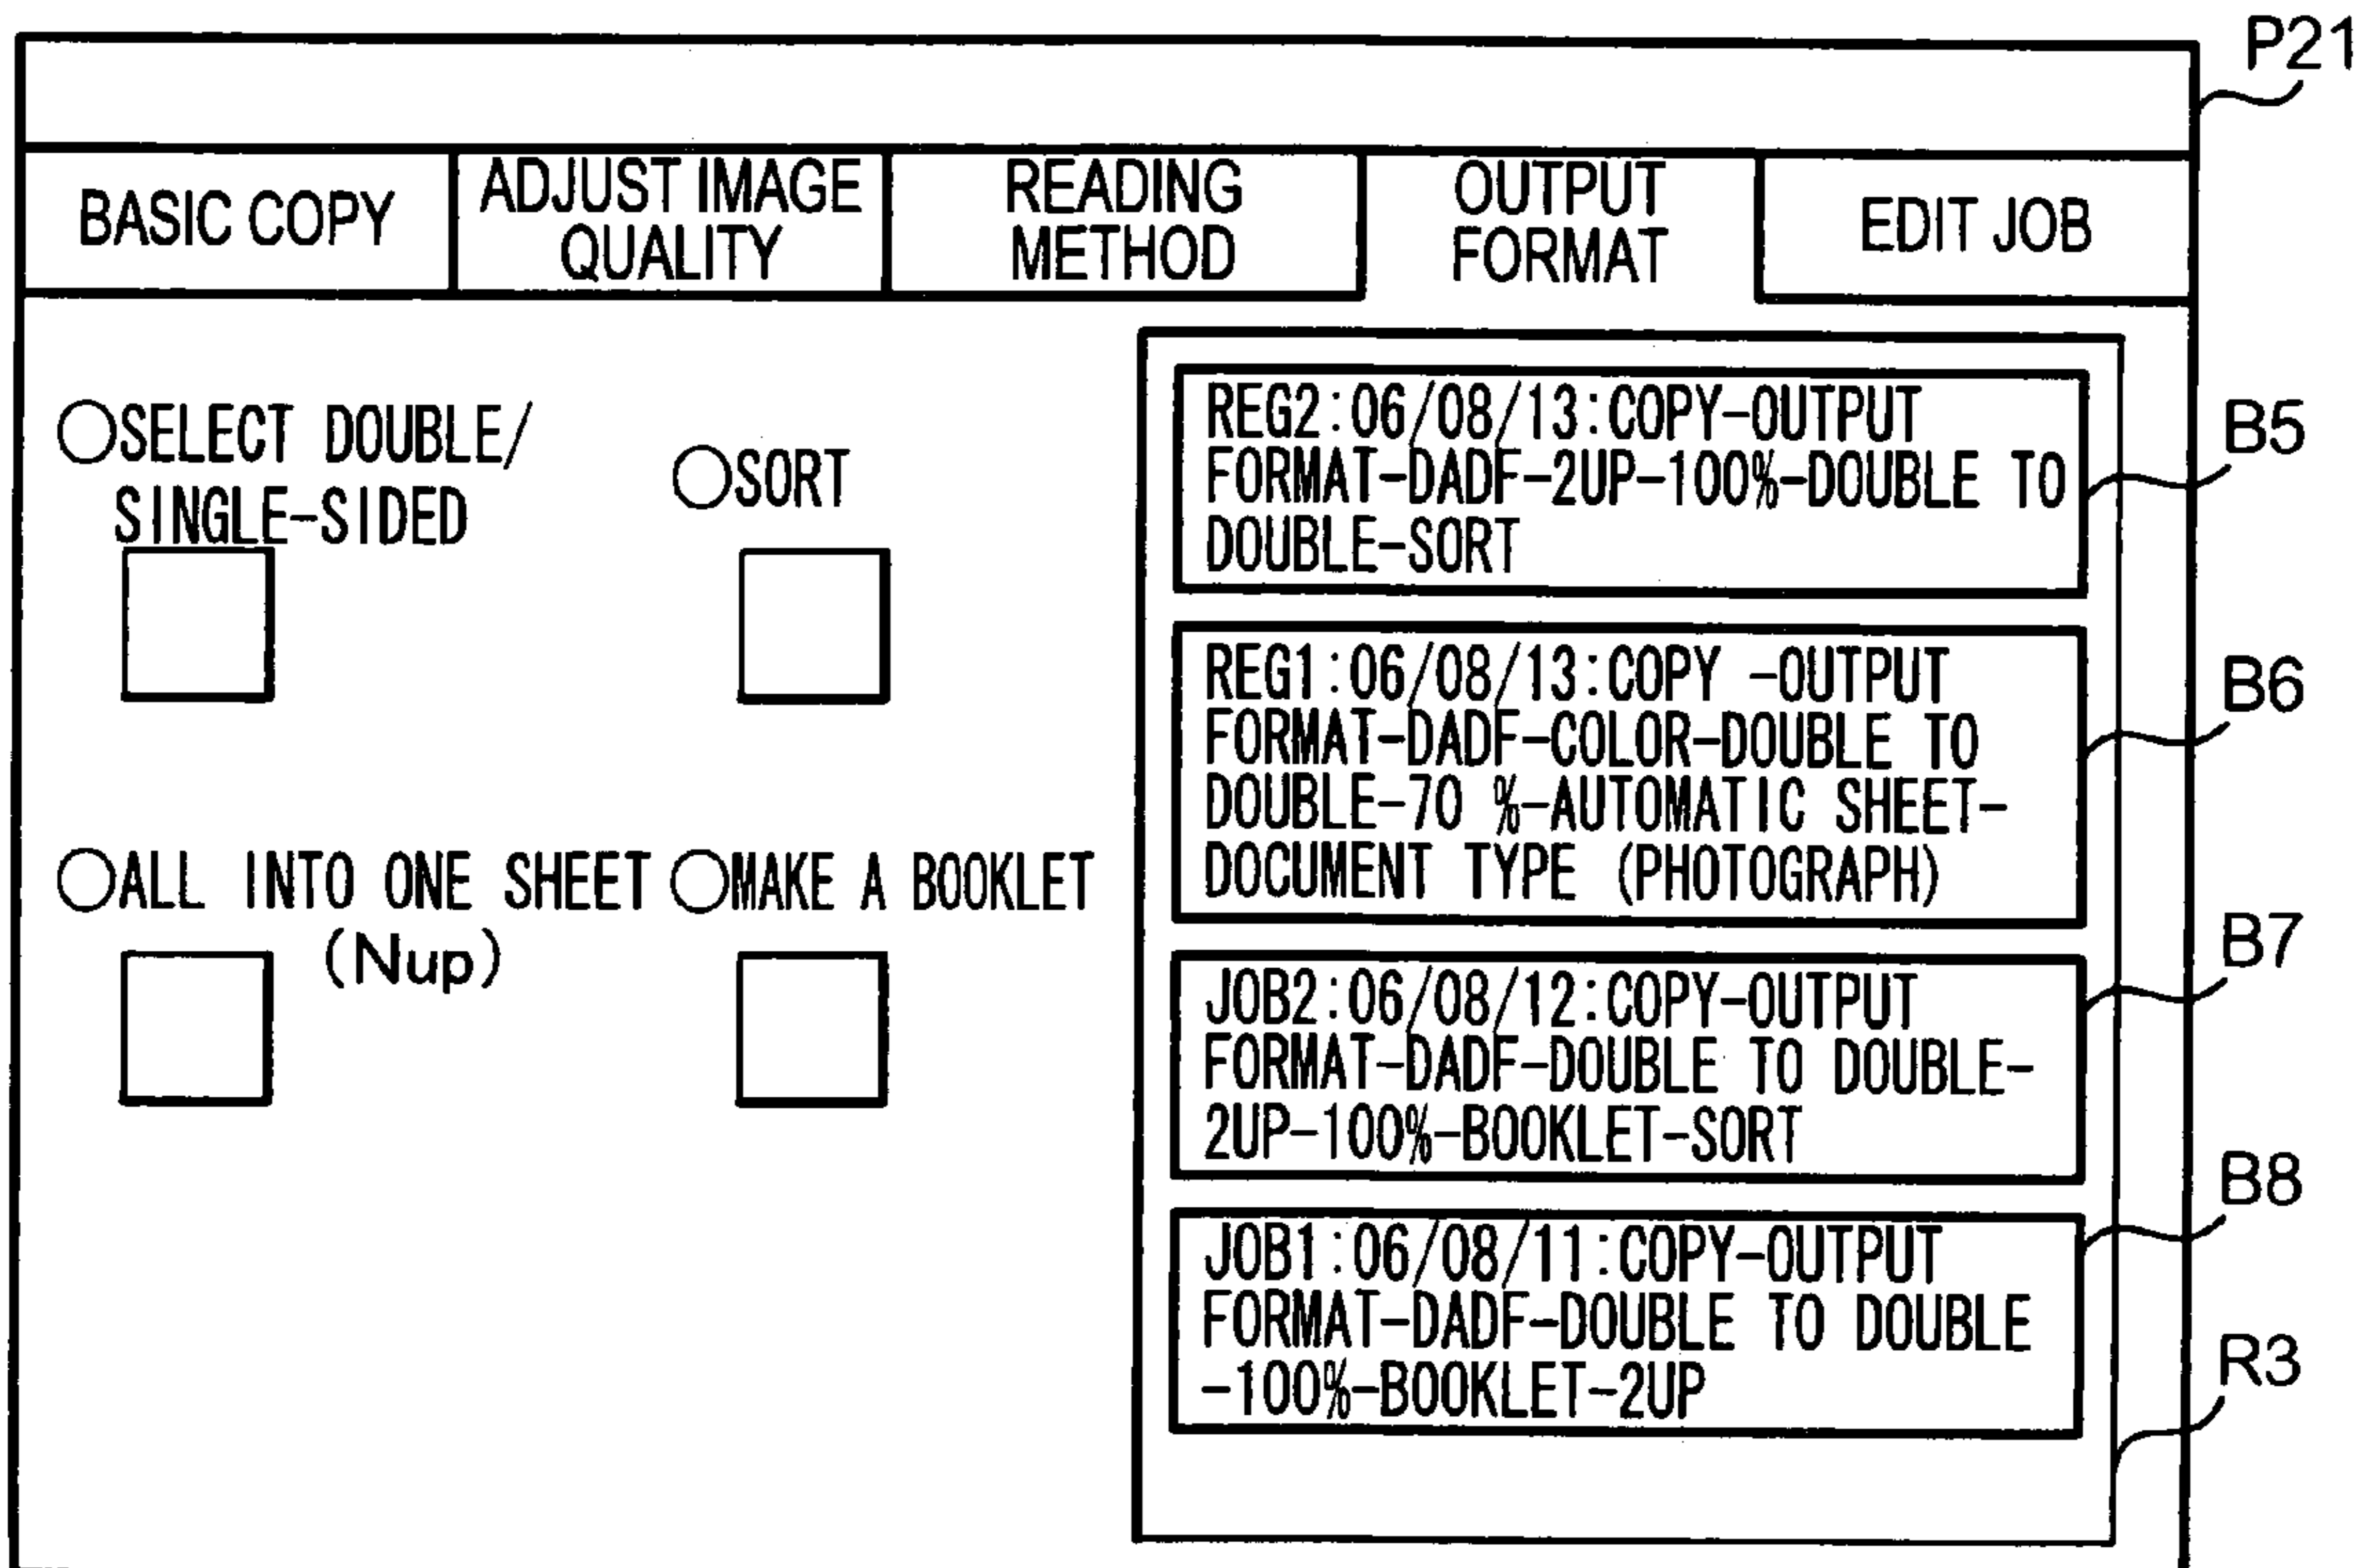 P21
BASIC COPY
ADJUST IMAGE
QUALITY
READING
METHOD
OUTPUT
FORMAT
EDIT JOB
○SELECT DOUBLE/
SINGLE-SIDED
○SORT
○ALL INTO ONE SHEET
(Nup)
○MAKE A BOOKLET
REG2:06/08/13:COPY-OUTPUT
FORMAT-DADF-2UP-100%-DOUBLE TO
DOUBLE-SORT
B5
REG1:06/08/13:COPY -OUTPUT
FORMAT-DADF-COLOR-DOUBLE TO
DOUBLE-70 %-AUTOMATIC SHEET-
DOCUMENT TYPE (PHOTOGRAPH)
B6
JOB2:06/08/12:COPY-OUTPUT
FORMAT-DADF-DOUBLE TO DOUBLE-
2UP-100%-BOOKLET-SORT
B7
JOB1:06/08/11:COPY-OUTPUT
FORMAT-DADF-DOUBLE TO DOUBLE
-100%-BOOKLET-2UP
B8
R3